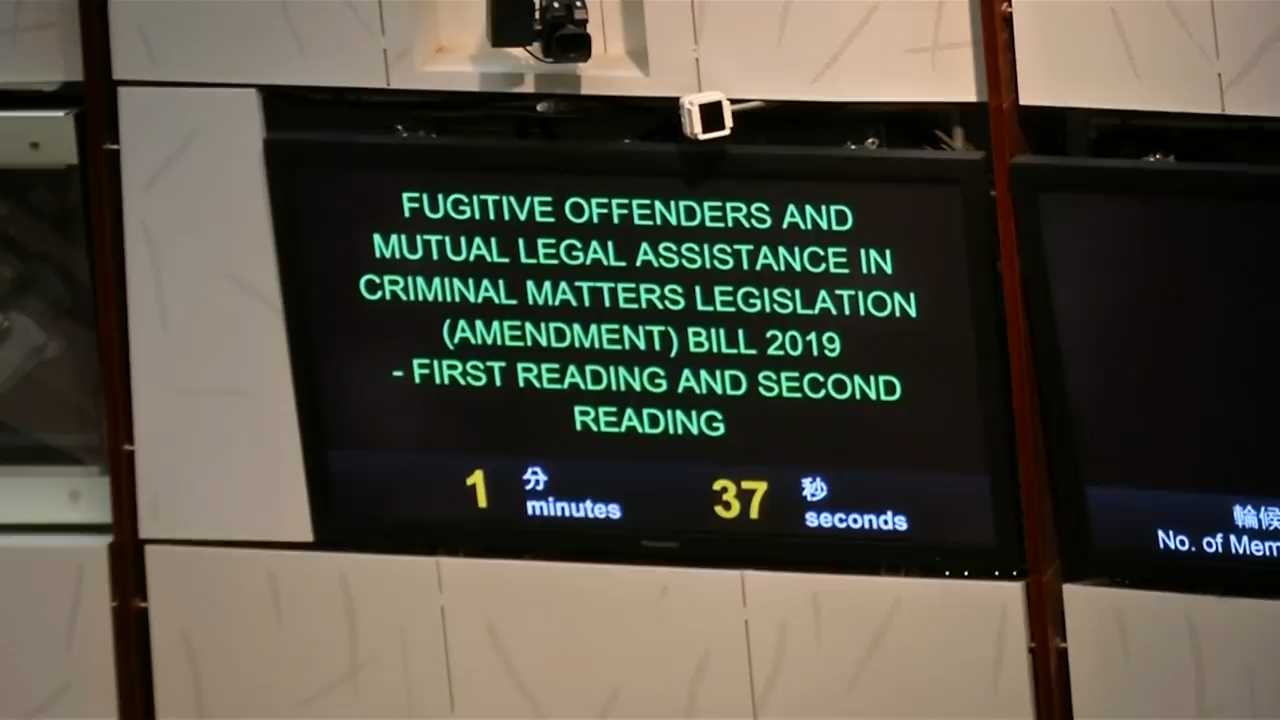 FUGITIVE OFFENDERS AND
MUTUAL LEGAL ASSISTANCE IN
CRIMINAL MATTERS LEGISLATION
(AMENDMENT) BILL 2019
- FIRST READING AND SECOND
READING
1 分 37 秒
minutes seconds
輪候
No. of Mem